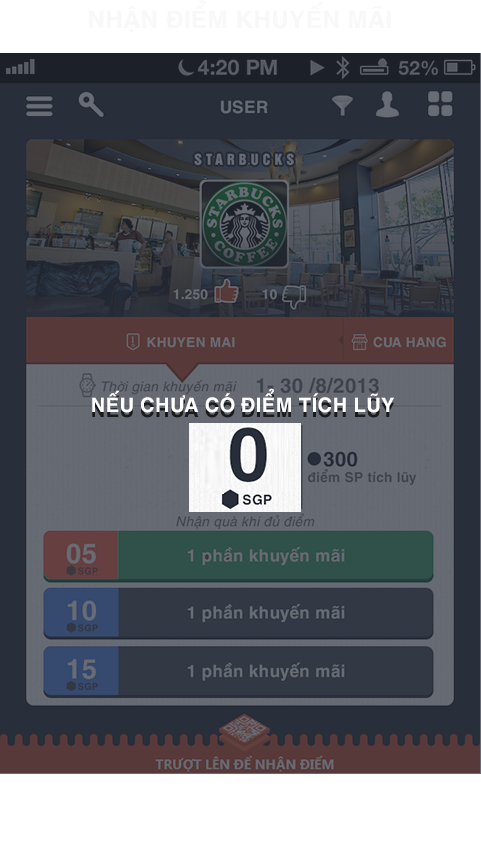 NHẬN ĐIỂM KHUYẾN MÃI
4:20 PM 52%
USER
STARBUCKS
STARBUCKS
COFFEE
1.250 10
KHUYEN MAI CUA HANG
Thời gian khuyến mãi 1- 30 /8/2013
NẾU CHƯA CÓ ĐIỂM TÍCH LŨY
0
SGP
300
điểm SP tích lũy
Nhận quà khi đủ điểm
05 SGP 1 phần khuyến mãi
10 SGP 1 phần khuyến mãi
15 SGP 1 phần khuyến mãi
TRƯỢT LÊN ĐỂ NHẬN ĐIỂM